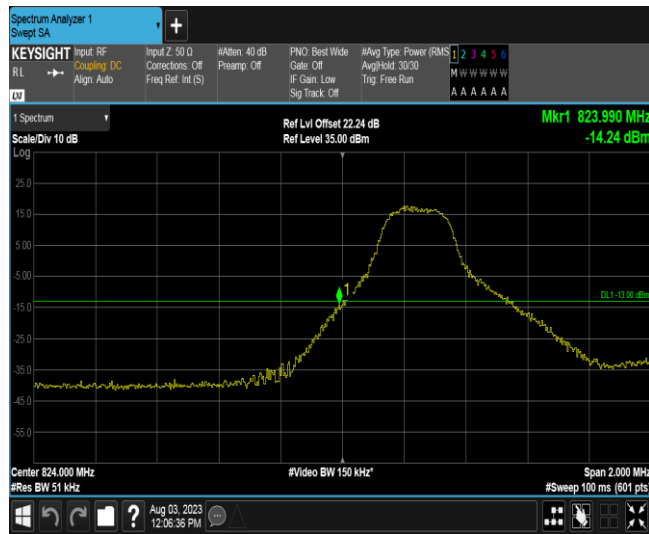 Spectrum Analyzer 1
Swept SA
KEYSIGHT
RL
LXI
Input: RF
Coupling: DC
Align: Auto
Input Z: 50 Ω
Corrections: Off
Freq Ref: Int (S)
#Atten: 40 dB
Preamp: Off
PNO: Best Wide
Gate: Off
IF Gain: Low
Sig Track: Off
#Avg Type: Power (RMS
Avg|Hold: 30/30
Trig: Free Run
1 2 3 4 5 6
M W W W W W
A A A A A A
1 Spectrum
Scale/Div 10 dB
Log
Ref Lvl Offset 22.24 dB
Ref Level 35.00 dBm
Mkr1 823.990 MHz
-14.24 dBm
25.0
15.0
5.00
-5.00
1
DL1 -13.00 dBm
-15.0
-25.0
-35.0
-45.0
-55.0
Center 824.000 MHz
#Res BW 51 kHz
#Video BW 150 kHz*
Span 2.000 MHz
#Sweep 100 ms (601 pts
?
Aug 03, 2023
12:06:36 PM